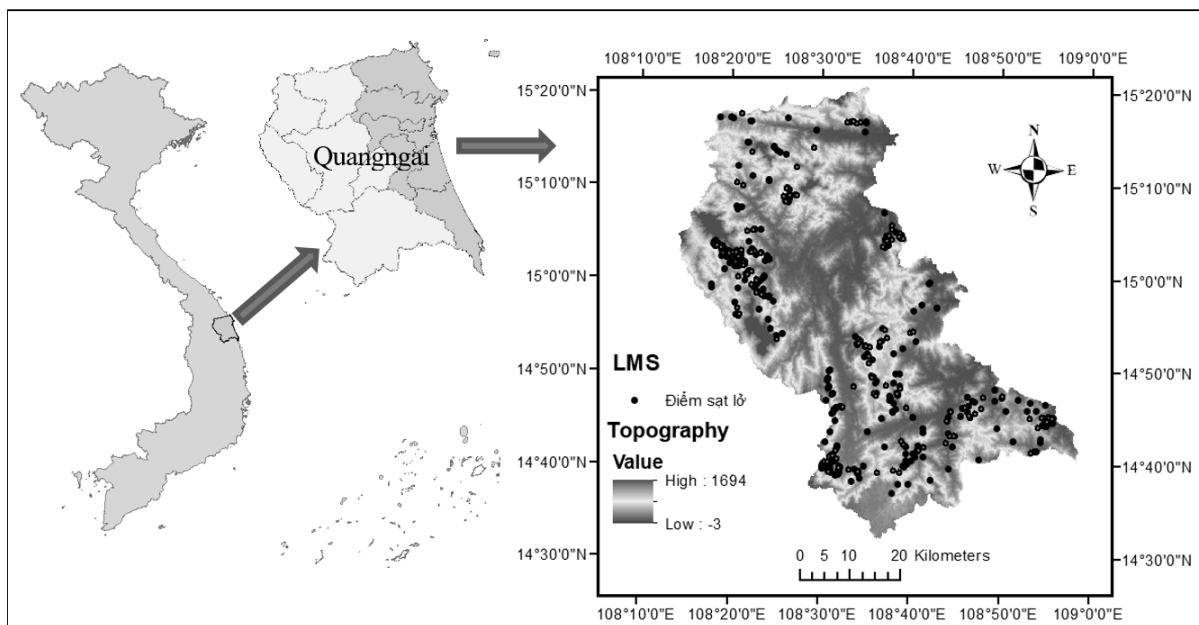 108°10'0"E 108°20'0"E 108°30'0"E 108°40'0"E 108°50'0"E 109°0'0"E
15°20'0"N
15°20'0"N
Quangngai
N
W
E
S
15°10'0"N
15°10'0"N
15°0'0"N
15°0'0"N
LMS
Điểm sạt lở
14°50'0"N
14°50'0"N
Topography
Value
High : 1694
Low : -3
14°40'0"N
14°40'0"N
0 5 10 20 Kilometers
14°30'0"N
14°30'0"N
108°10'0"E 108°20'0"E 108°30'0"E 108°40'0"E 108°50'0"E 109°0'0"E